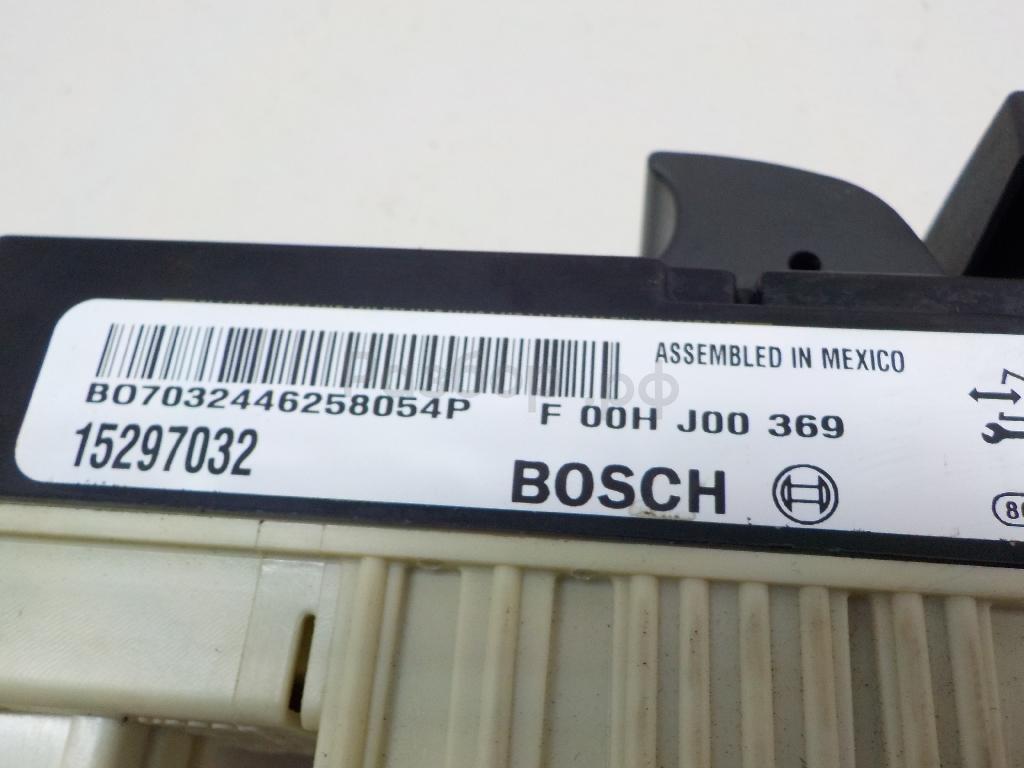 ASSEMBLED IN MEXICO
BO7032446258054P
F 00H J00 369
15297032
BOSCH